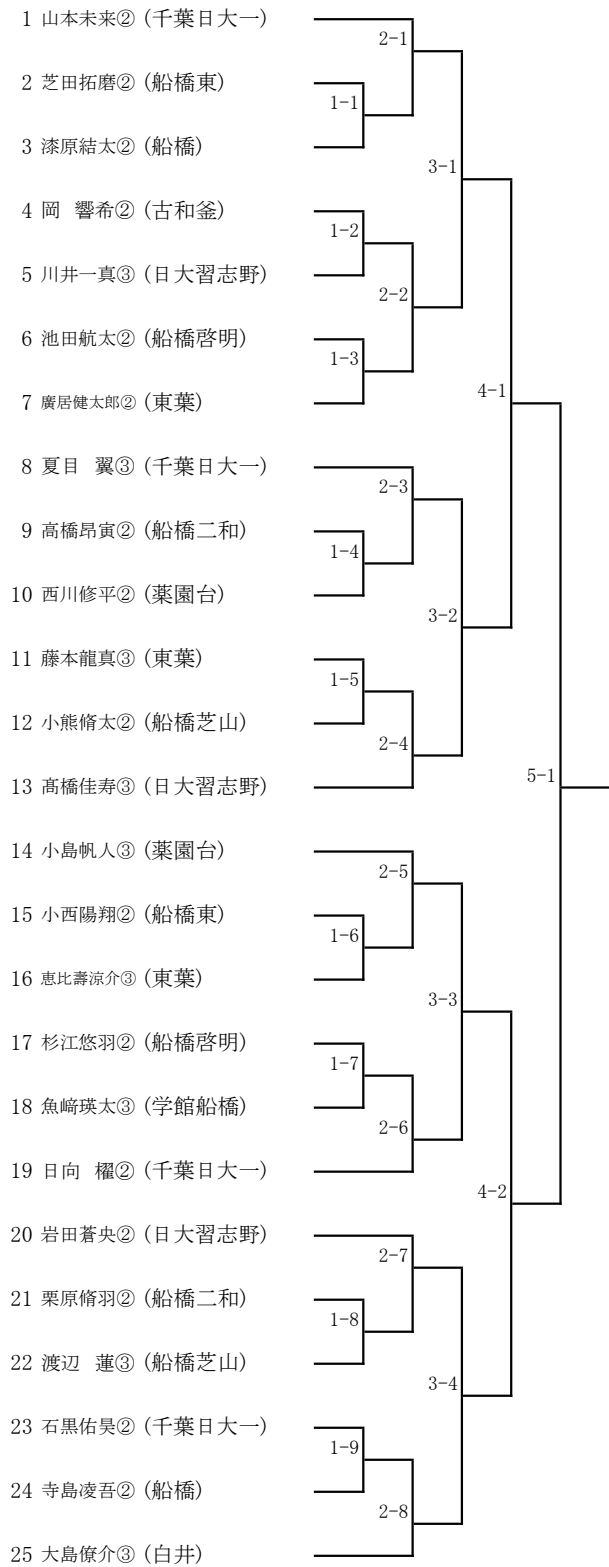 1 山本未来② (千葉日大一)
2-1
2 芝田拓磨② (船橋東)
1-1
3 漆原結太② (船橋)
3-1
4 岡 響希② (古和釜)
1-2
5 川井一真③ (日大習志野)
2-2
6 池田航太② (船橋啓明)
1-3
4-1
7 廣居健太郎② (東葉)
8 夏目 翼③ (千葉日大一)
2-3
9 高橋昂寅② (船橋二和)
1-4
10 西川修平② (薬園台)
3-2
11 藤本龍真③ (東葉)
1-5
12 小熊脩太② (船橋芝山)
2-4
5-1
13 髙橋佳寿③ (日大習志野)
14 小島帆人③ (薬園台)
2-5
15 小西陽翔② (船橋東)
1-6
16 恵比壽涼介③ (東葉)
3-3
17 杉江悠羽② (船橋啓明)
1-7
18 魚﨑瑛太③ (学館船橋)
2-6
19 日向 櫂② (千葉日大一)
4-2
20 岩田蒼央② (日大習志野)
2-7
21 栗原脩羽② (船橋二和)
1-8
22 渡辺 蓮③ (船橋芝山)
3-4
23 石黒佑昊② (千葉日大一)
1-9
24 寺島凌吾② (船橋)
2-8
25 大島僚介③ (白井)